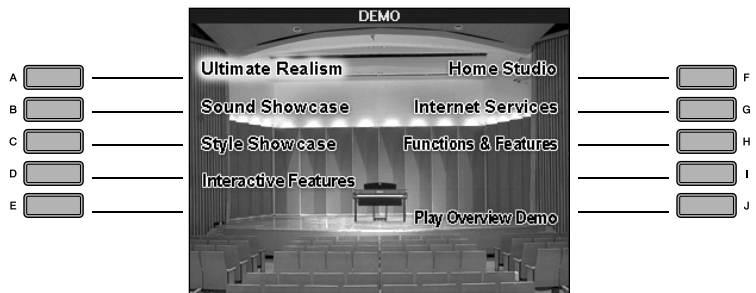 DEMO
A
Ultimate Realism
Home Studio
F
B
Sound Showcase
Internet Services
G
C
Style Showcase
Functions & Features
H
D
Interactive Features
I
E
Play Overview Demo
J